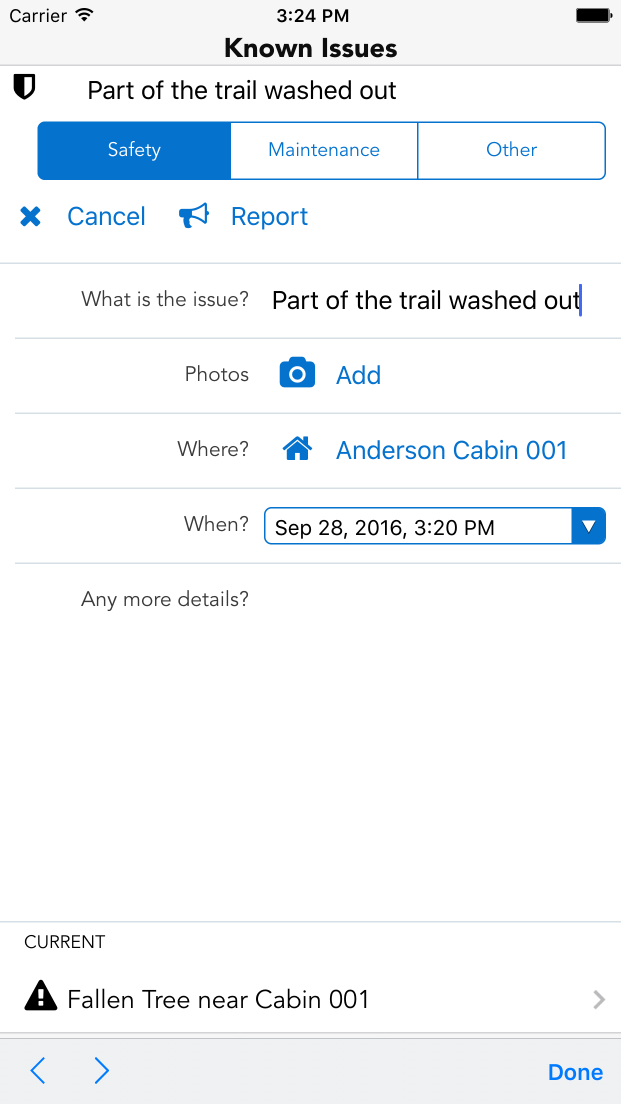 Carrier 3:24 PM
Known Issues
Part of the trail washed out
Safety Maintenance Other
Cancel Report
What is the issue? Part of the trail washed out
Photos Add
Where? Anderson Cabin 001
When? Sep 28, 2016, 3:20 PM
Any more details?
CURRENT
Fallen Tree near Cabin 001
Done